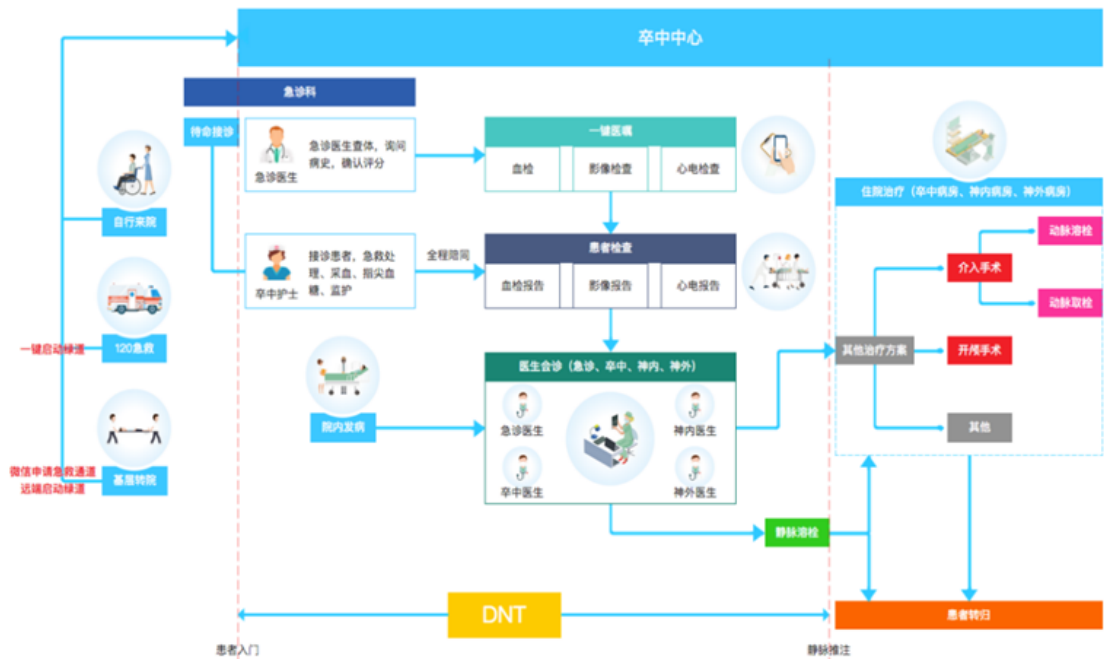 卒中中心
急诊科
待命接诊
急诊医生查体，询问
病史，确认评分
急诊医生
一键医嘱
血检
影像检查
心电检查
自行来院
接诊患者，急救处
理、采血、指尖血
糖、监护
卒中护士
全程陪同
患者检查
血检报告
影像报告
心电报告
住院治疗（卒中病房、神内病房、神外病房）
动脉溶栓
介入手术
动脉取栓
一键启动绿道
120急救
其他治疗方案
开颅手术
其他
院内发病
医生会诊（急诊、卒中、神内、神外）
急诊医生
神内医生
卒中医生
神外医生
微信申请急救通道
远端启动绿道
基层转院
静脉溶栓
DNT
患者转归
患者入门
静脉推注